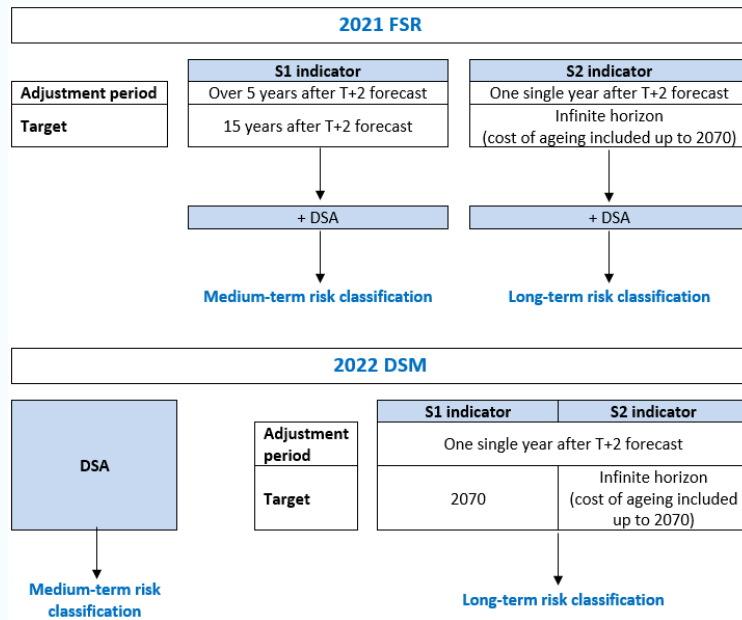 2021 FSR
S1 indicator
S2 indicator
Adjustment period
Over 5 years after T+2 forecast
One single year after T+2 forecast
Target
15 years after T+2 forecast
Infinite horizon
(cost of ageing included up to 2070)
+ DSA
+ DSA
Medium-term risk classification
Long-term risk classification
2022 DSM
DSA
S1 indicator
S2 indicator
Adjustment
period
One single year after T+2 forecast
Target
2070
Infinite horizon
(cost of ageing included
up to 2070)
Medium-term risk
classification
Long-term risk classification